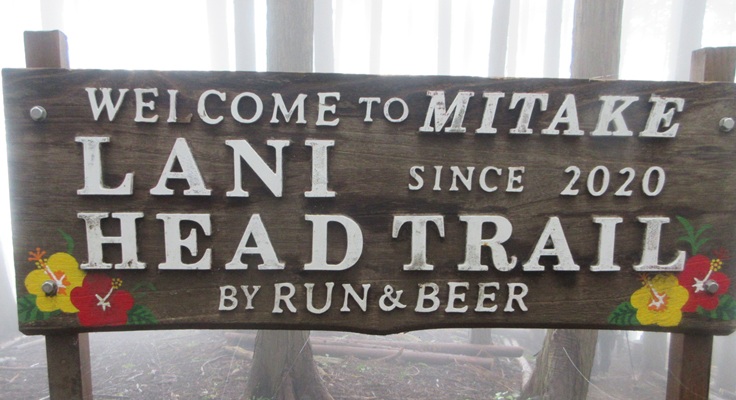 WELCOME TO MITAKE
LANI SINCE 2020
HEAD TRAIL
BY RUN & BEER